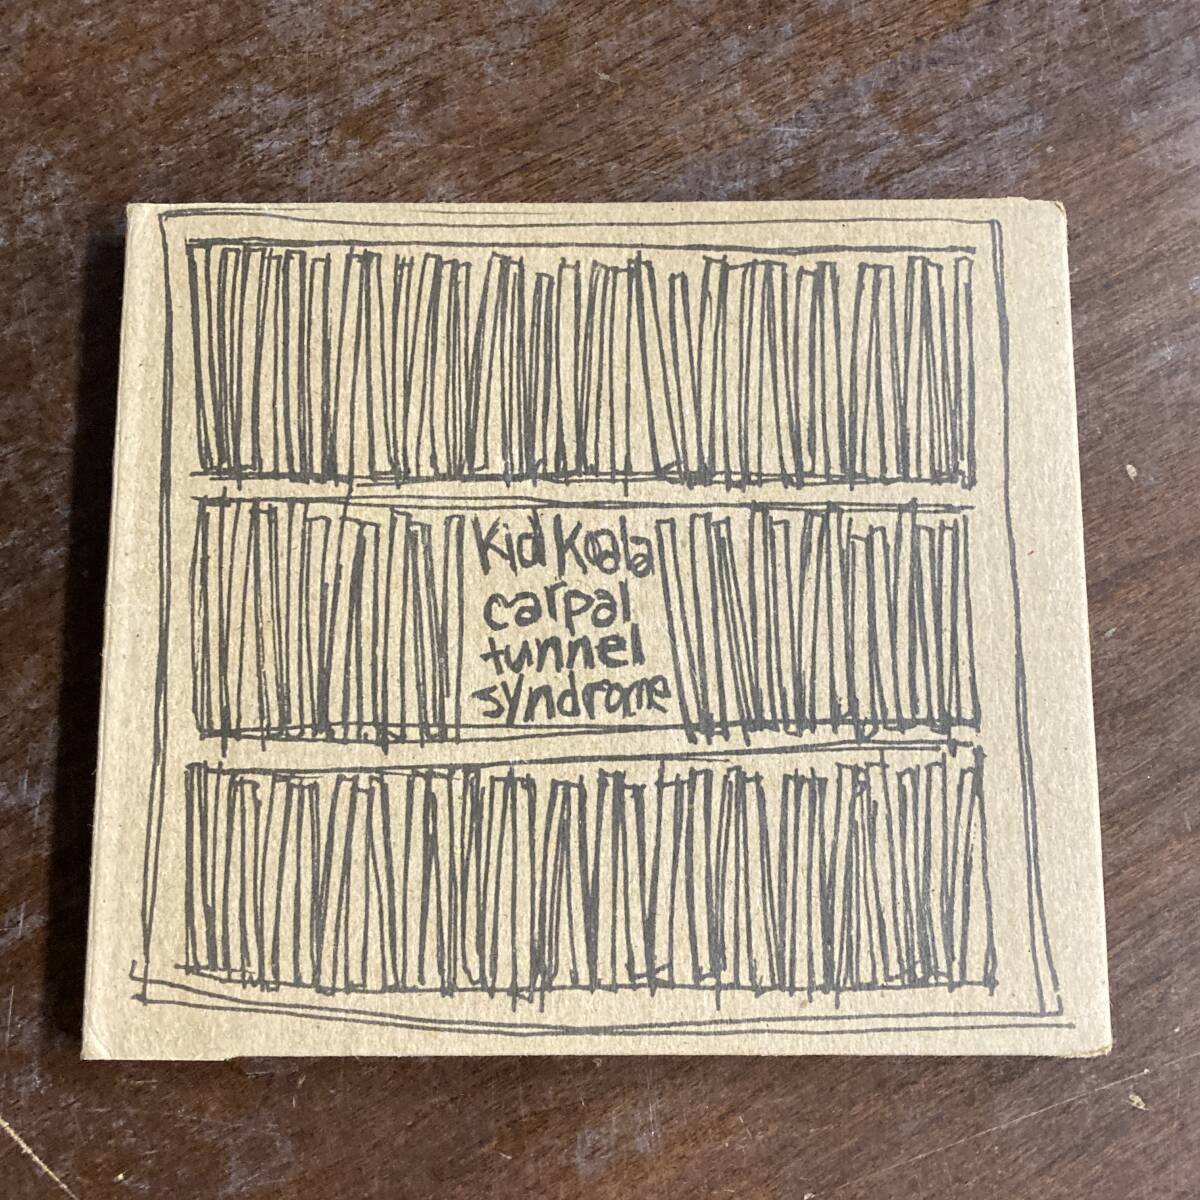 Kid Koala
carpal
tunnel
syndrome